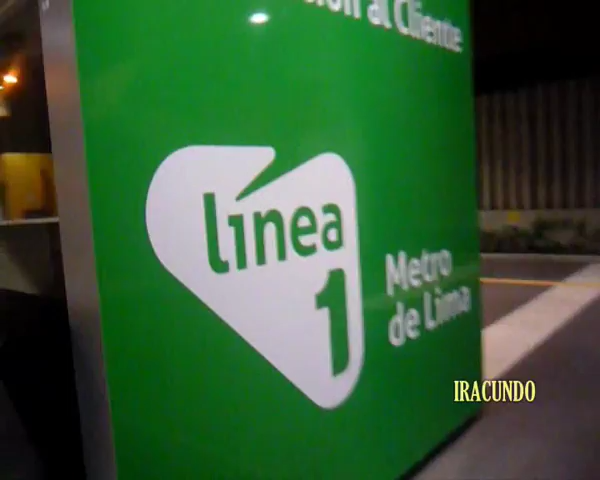 al Cliente
línea
1
Metro
de Lima
IRACUNDO